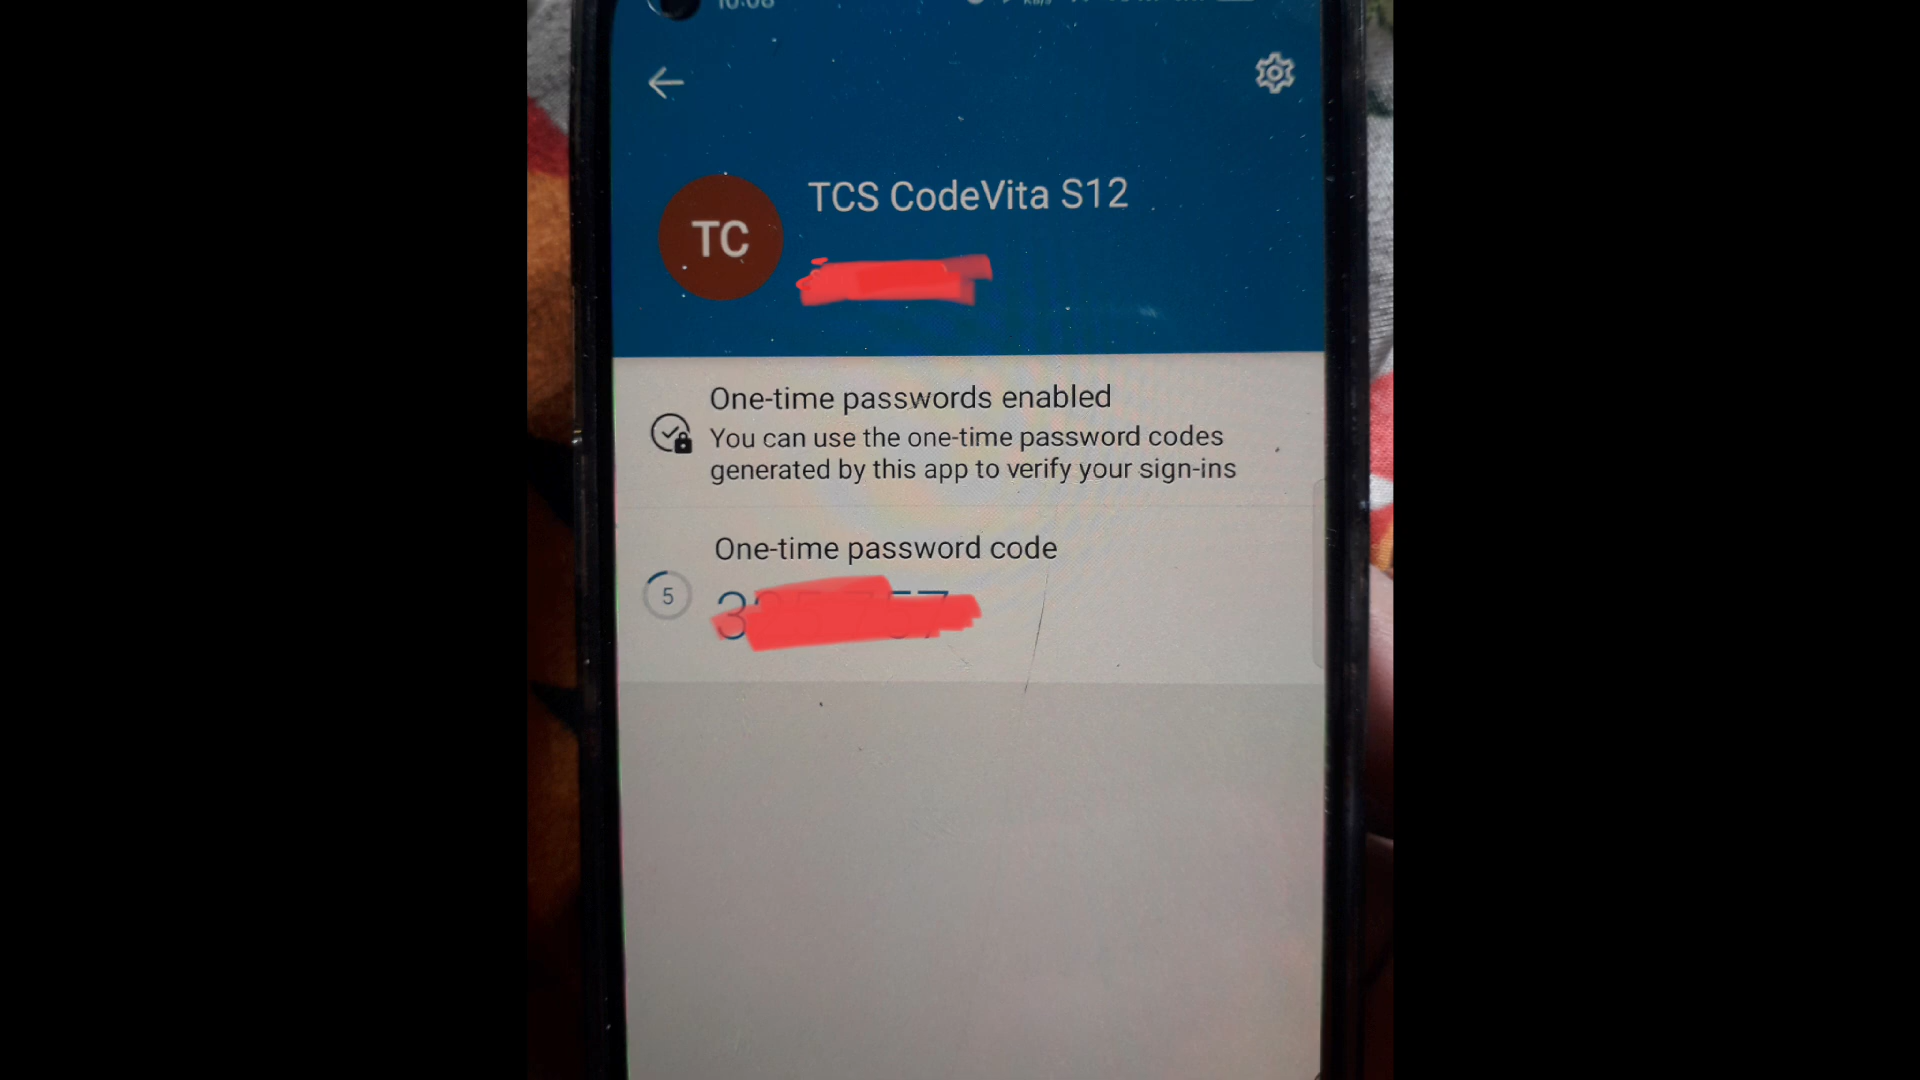 TCS CodeVita S12
TC
One-time passwords enabled
You can use the one-time password codes
generated by this app to verify your sign-ins
One-time password code
5